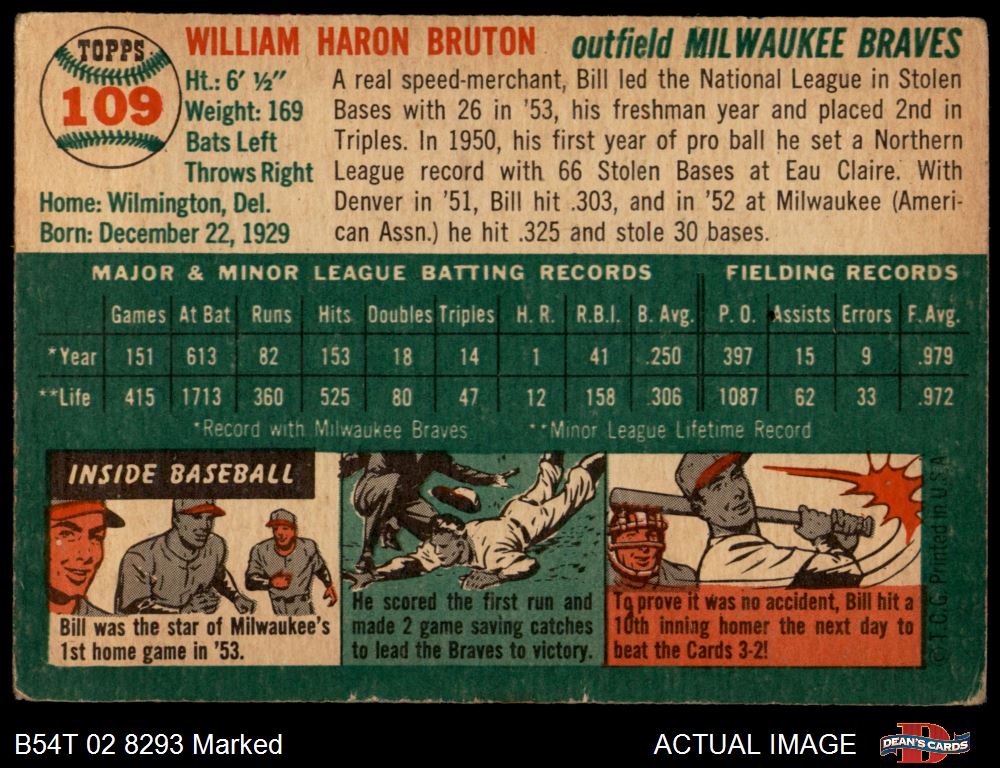 TOPPS
109
WILLIAM HARON BRUTON
outfield MILWAUKEE BRAVES
Ht.: 6' ½"
Weight: 169
Bats Left
Throws Right
Home: Wilmington, Del.
Born: December 22, 1929
A real speed-merchant, Bill led the National League in Stolen
Bases with 26 in '53, his freshman year and placed 2nd in
Triples. In 1950, his first year of pro ball he set a Northern
League record with 66 Stolen Bases at Eau Claire. With
Denver in '51, Bill hit .303, and in '52 at Milwaukee (Ameri-
can Assn.) he hit .325 and stole 30 bases.
MAJOR & MINOR LEAGUE BATTING RECORDS FIELDING RECORDS
Games At Bat Runs Hits Doubles Triples H. R. R.B.I. B. Avg. P. O. Assists Errors F. Avg.
*Year 151 613 82 153 18 14 1 41 .250 397 15 9 .979
**Life 415 1713 360 525 80 47 12 158 .306 1087 62 33 .972
*Record with Milwaukee Braves **Minor League Lifetime Record
INSIDE BASEBALL
Bill was the star of Milwaukee's
1st home game in '53.
He scored the first run and
made 2 game saving catches
to lead the Braves to victory.
To prove it was no accident, Bill hit a
10th inning homer the next day to
beat the Cards 3-2!
© T.C.G. Printed in U.S.A.
B54T 02 8293 Marked
ACTUAL IMAGE
DEAN'S CARDS